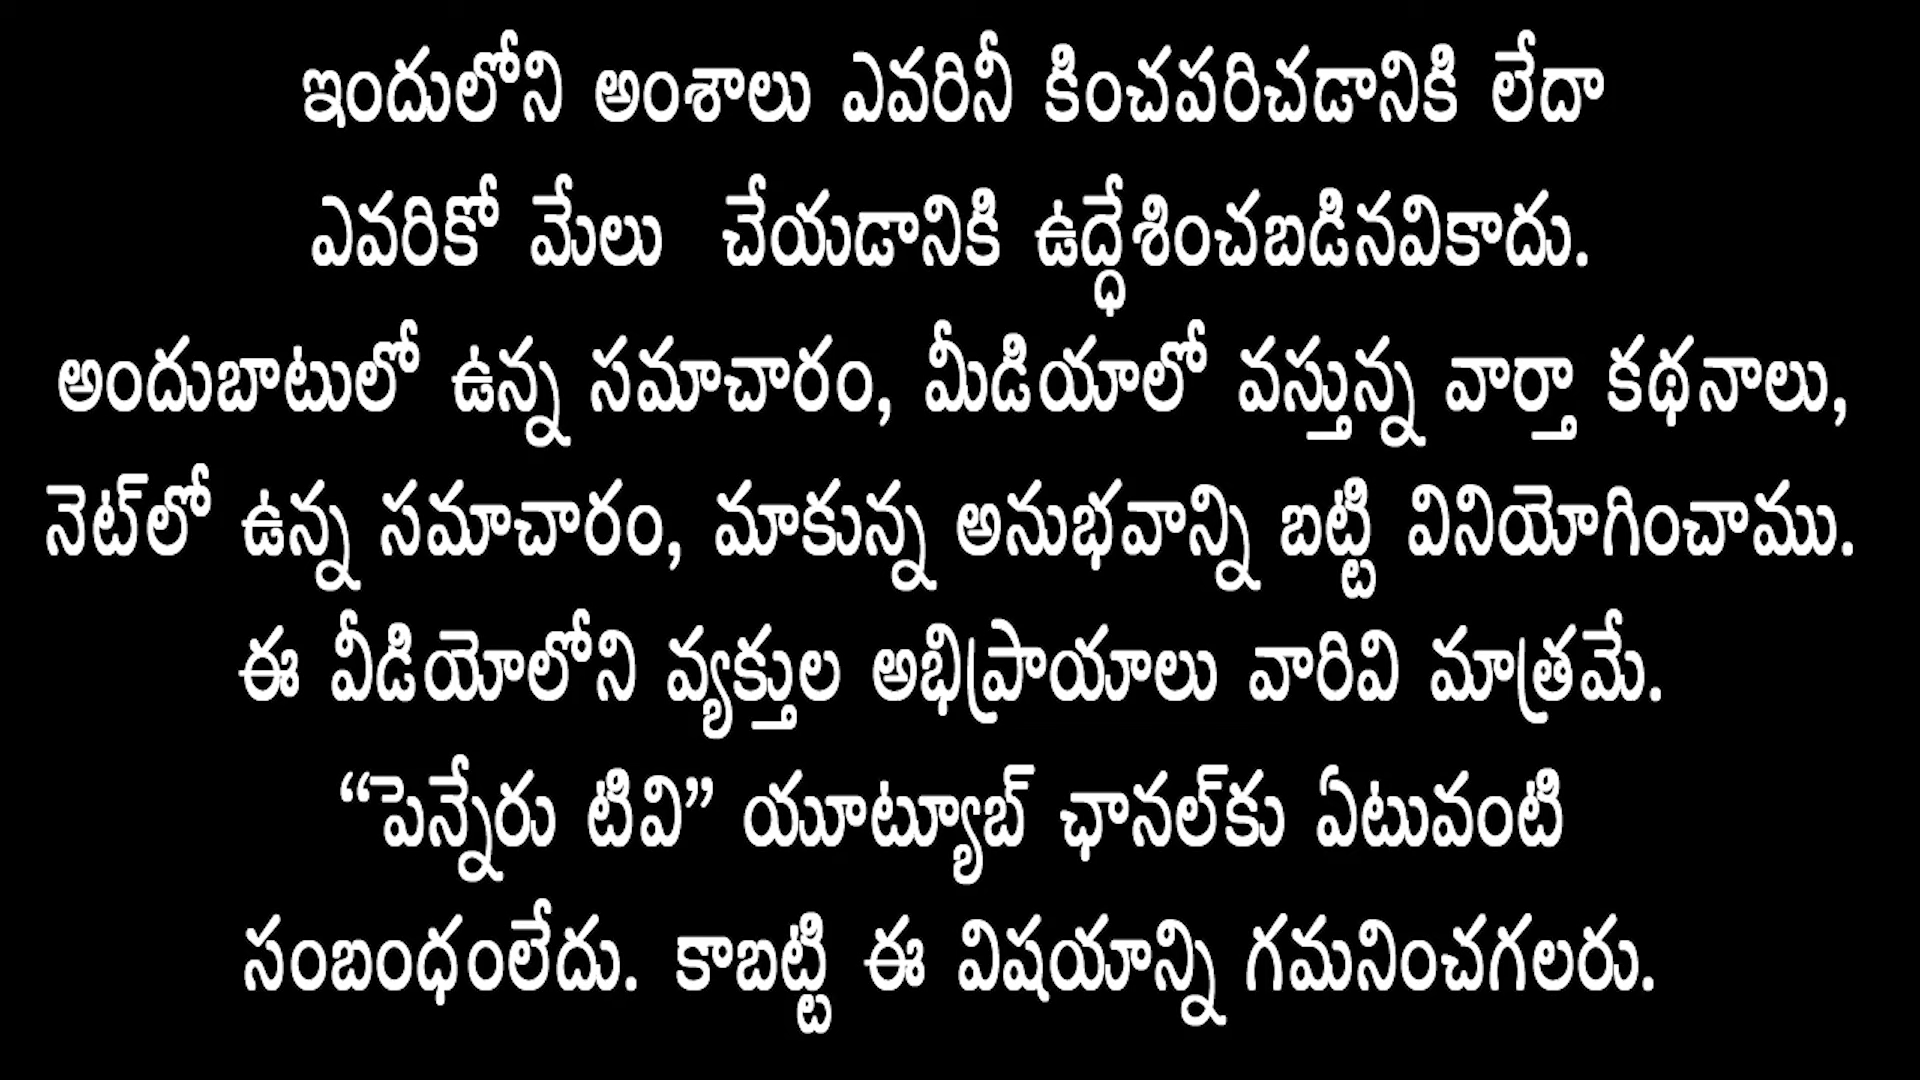 ఇందులోని అంశాలు ఎవరినీ కించపరిచడానికి లేదా
ఎవరికో మేలు చేయడానికి ఉద్ధేశించబడినవికాదు.
అందుబాటులో ఉన్న సమాచారం, మీడియాలో వస్తున్న వార్తా కథనాలు,
నెట్‌లో ఉన్న సమాచారం, మాకున్న అనుభవాన్ని బట్టి వినియోగించాము.
ఈ వీడియోలోని వ్యక్తుల అభిప్రాయాలు వారివి మాత్రమే.
“పెన్నేరు టివి” యూట్యూబ్ ఛానల్‌కు ఏటువంటి
సంబంధంలేదు. కాబట్టి ఈ విషయాన్ని గమనించగలరు.